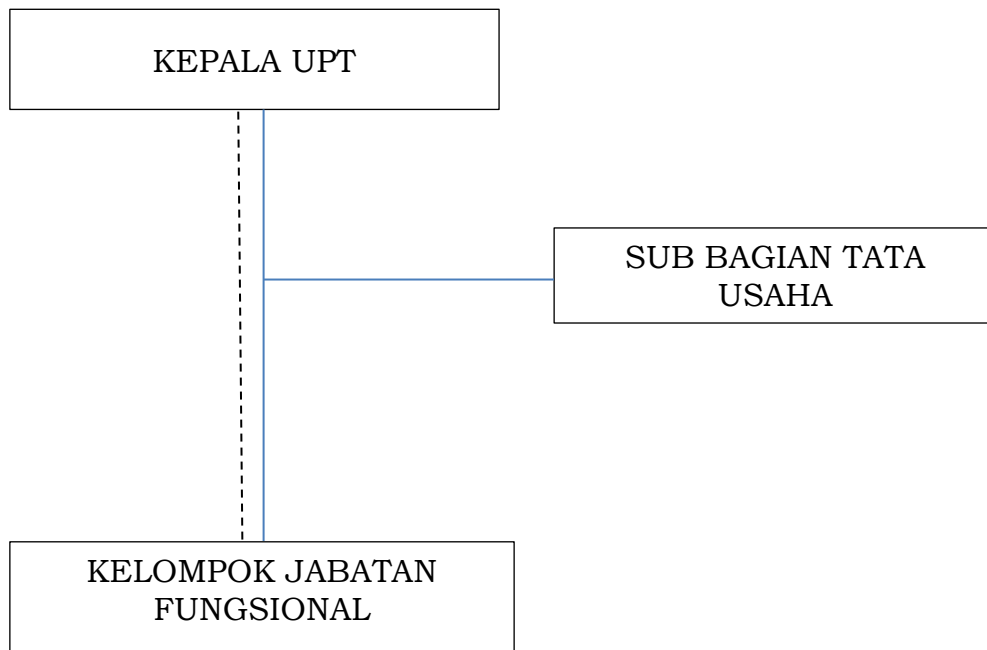 KEPALA UPT
SUB BAGIAN TATA
USAHA
KELOMPOK JABATAN
FUNGSIONAL